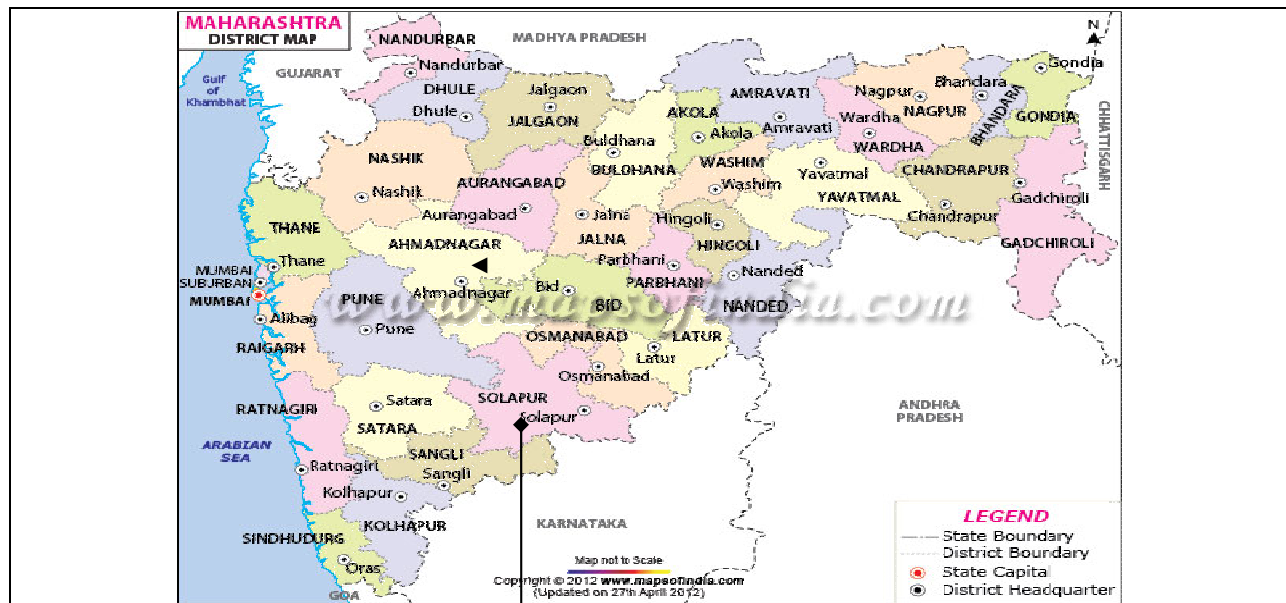 MAHARASHTRA
DISTRICT MAP
N
NANDURBAR
MADHYA PRADESH
GUJARAT
Nandurbar
Gondia
Gulf
of
Khambhat
DHULE
Jalgaon
AMRAVATI
Nagpur
Bhandara
Dhule
JALGAON
AKOLA
Amravati
Wardha
NAGPUR
BHANDARA
GONDIA
CHHATTISGARH
Akola
Buldhana
NASHIK
BULDHANA
WASHIM
Yavatmal
WARDHA
CHANDRAPUR
Nashik
AURANGABAD
Washim
YAVATMAL
Gadchiroli
Aurangabad
Jalna
Hingoli
Chandrapur
THANE
AHMADNAGAR
JALNA
HINGOLI
GADCHIROLI
Thane
Parbhani
Nanded
MUMBAI
SUBURBAN
MUMBAI
PUNE
Ahmadnagar
Bid
BID
PARBHANI
NANDED
www.mapsofindia.com
Alibag
Pune
OSMANABAD
LATUR
RAIGARH
Latur
Osmanabad
RATNAGIRI
Satara
SOLAPUR
Solapur
ANDHRA
PRADESH
SATARA
ARABIAN
SEA
SANGLI
Ratnagiri
Sangli
Kolhapur
KOLHAPUR
KARNATAKA
SINDHUDURG
Oras
GOA
LEGEND
State Boundary
District Boundary
State Capital
District Headquarter
Map not to Scale
Copyright © 2012 www.mapsofindia.com
(Updated on 27th April 2012)